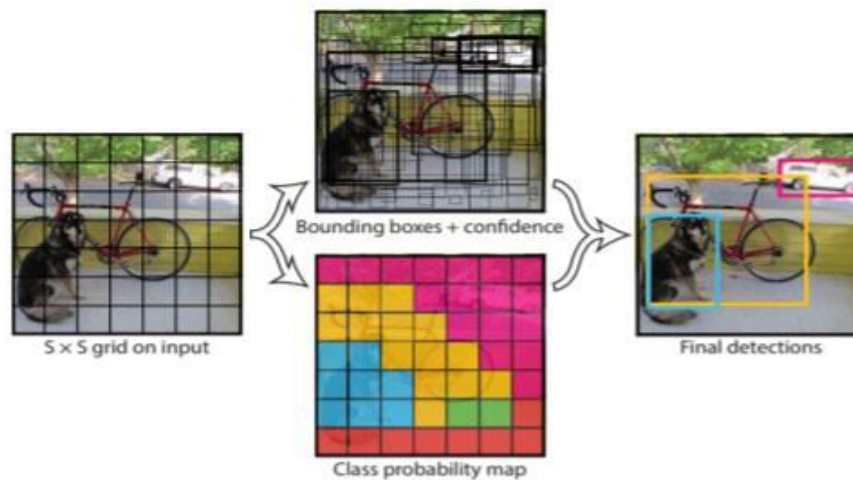 Bounding boxes + confidence
S × S grid on input
Final detections
Class probability map